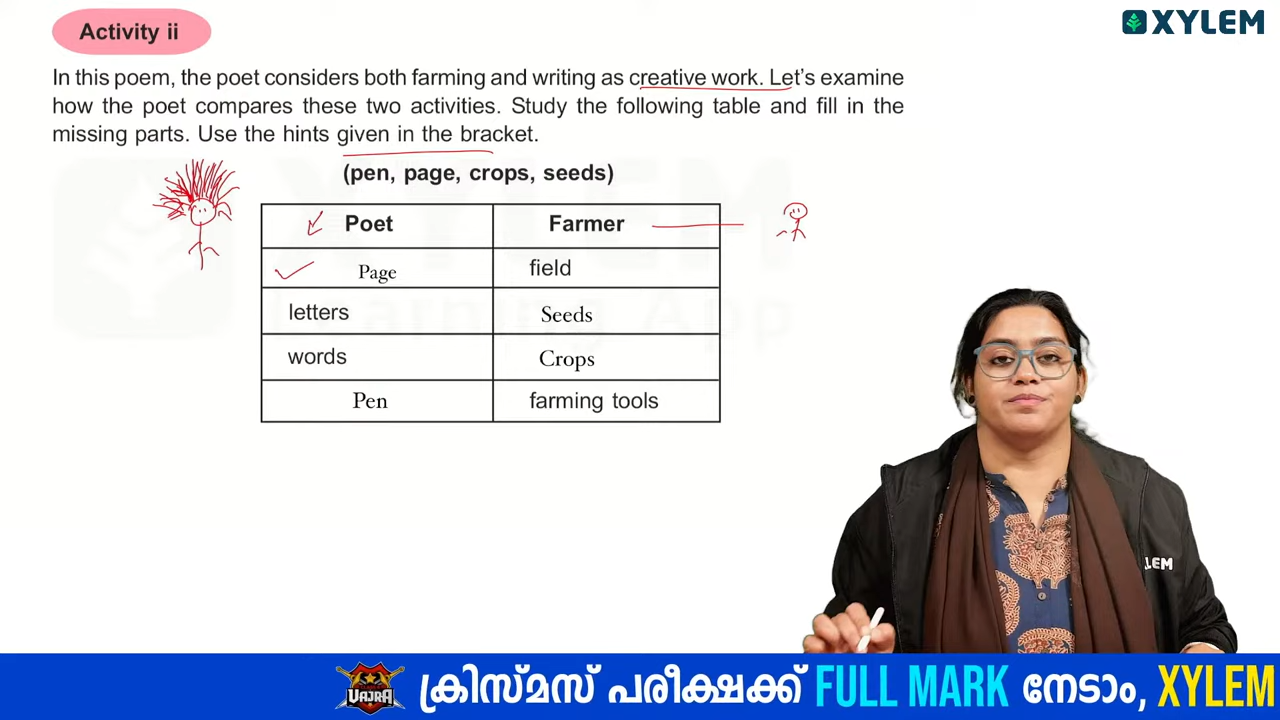 Activity ii
XYLEM
In this poem, the poet considers both farming and writing as creative work. Let's examine
how the poet compares these two activities. Study the following table and fill in the
missing parts. Use the hints given in the bracket.
(pen, page, crops, seeds)
Poet Farmer
Page field
letters Seeds
words Crops
Pen farming tools
XYLEM
Learning App
LEM
VAJRA ക്രിസ്മസ് പരീക്ഷക്ക് FULL MARK നേടാം, XYLEM